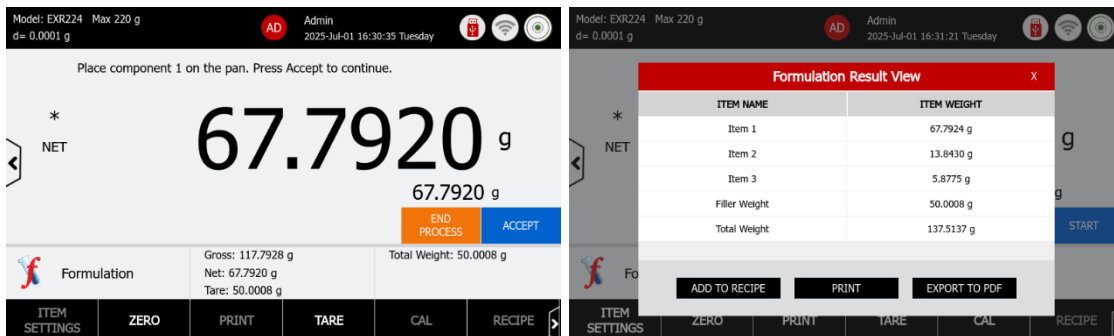 Model: EXR224 Max 220 g
d= 0.0001 g
AD
Admin
2025-Jul-01 16:30:35 Tuesday
Place component 1 on the pan. Press Accept to continue.
*
NET
67.7920 g
67.7920 g
END
PROCESS
ACCEPT
Formulation
Gross: 117.7928 g
Net: 67.7920 g
Tare: 50.0008 g
Total Weight: 50.0008 g
ITEM
SETTINGS
ZERO
PRINT
TARE
CAL
RECIPE
Model: EXR224 Max 220 g
d= 0.0001 g
AD
Admin
2025-Jul-01 16:31:21 Tuesday
Formulation Result View X
ITEM NAME ITEM WEIGHT
Item 1 67.7924 g
Item 2 13.8430 g
Item 3 5.8775 g
Filler Weight 50.0008 g
Total Weight 137.5137 g
ADD TO RECIPE PRINT EXPORT TO PDF
*
NET
g
g
START
Fo
ITEM
SETTINGS
ZERO
PRINT
TARE
CAL
RECIPE